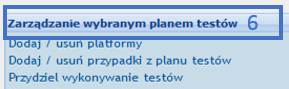 Zarządzanie wybranym planem testów 6
Dodaj / usuń platformy
Dodaj / usuń przypadki z planu testów
Przydziel wykonywanie testów